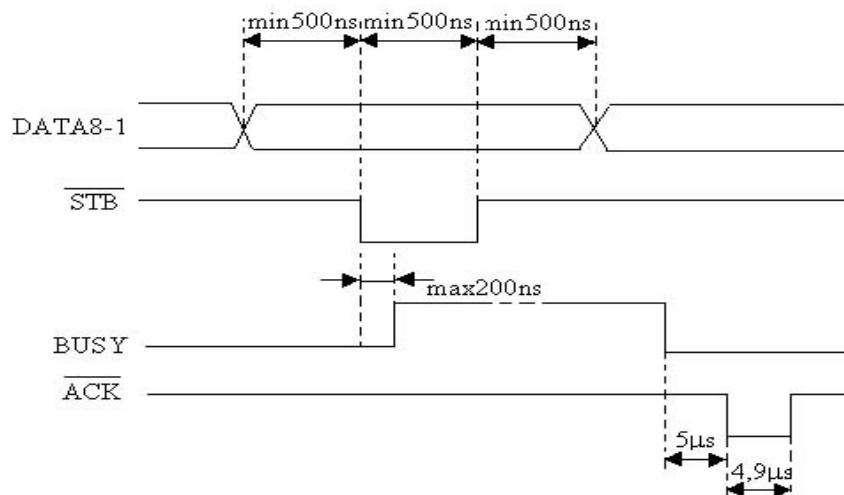 min500ns min500ns min500ns
DATA8-1
STB
max200ns
BUSY
ACK
5µs
4,9µs